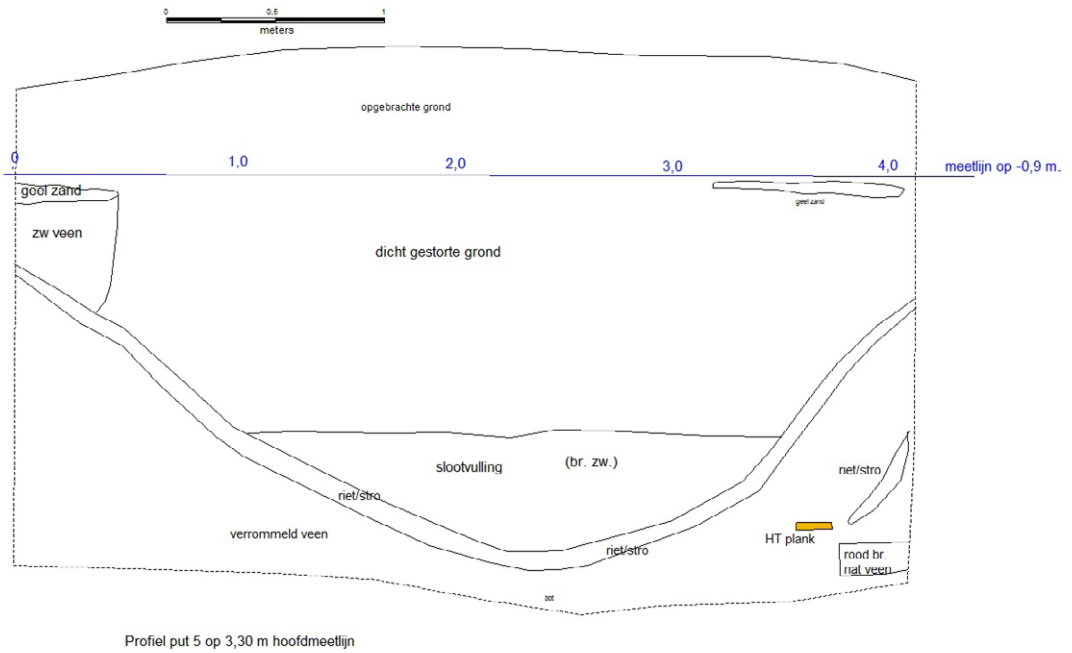 0 0,5 1
meters
opgebrachte grond
0 1,0 2,0 3,0 4,0 meetlijn op -0,9 m.
geel zand
geel zand
zw veen
dicht gestorte grond
slootvulling (br. zw.)
riet/stro
riet/stro
verrommeld veen
riet/stro
HT plank
rood br.
nat veen
bot
Profiel put 5 op 3,30 m hoofdmeetlijn